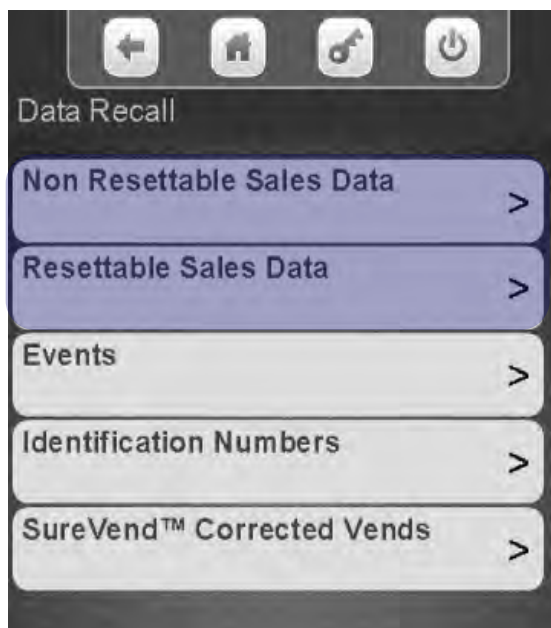 Data Recall
Non Resettable Sales Data
>
Resettable Sales Data
>
Events
>
Identification Numbers
>
SureVend™ Corrected Vends
>